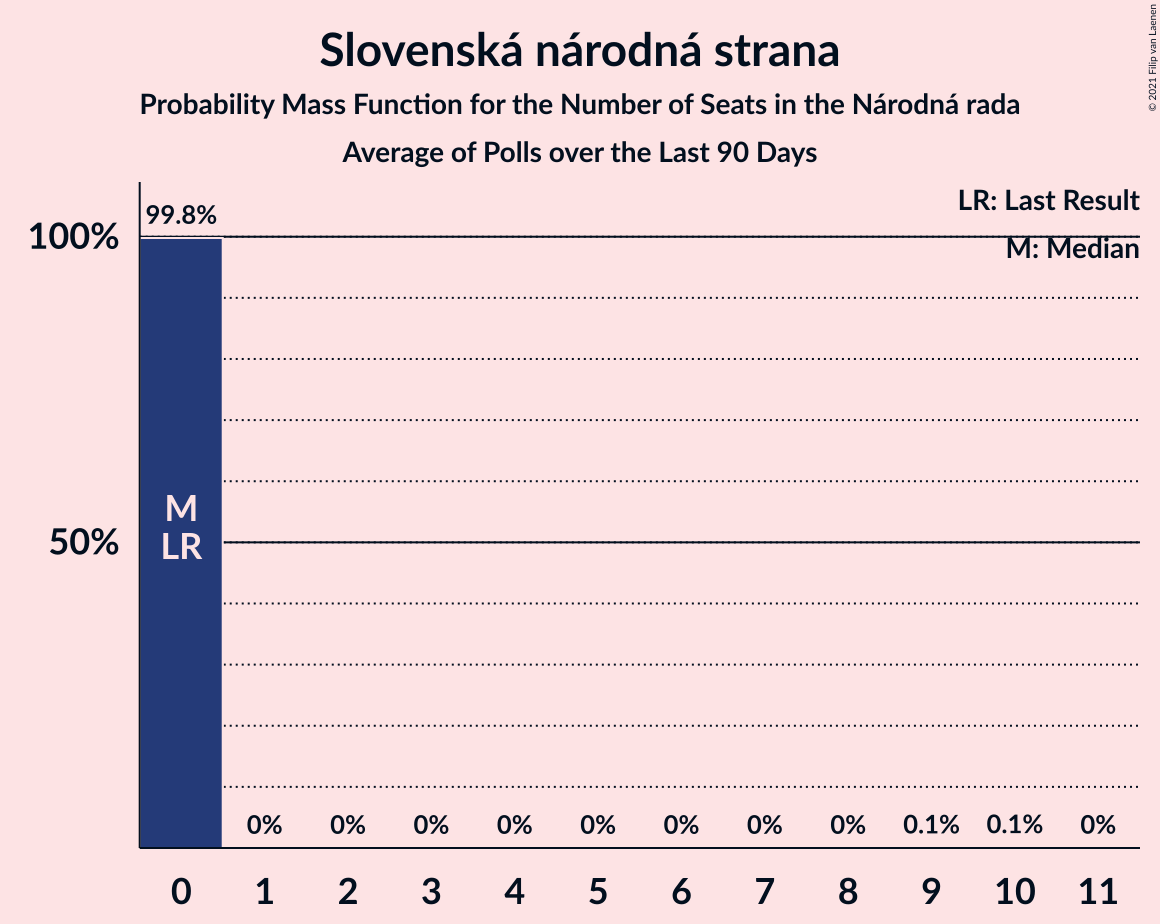 © 2021 Filip van Laenen
Slovenská národná strana
Probability Mass Function for the Number of Seats in the Národná rada
Average of Polls over the Last 90 Days
LR: Last Result
M: Median
99.8%
100%
50%
M
LR
0% 0% 0% 0% 0% 0% 0% 0% 0.1% 0.1% 0%
0 1 2 3 4 5 6 7 8 9 10 11